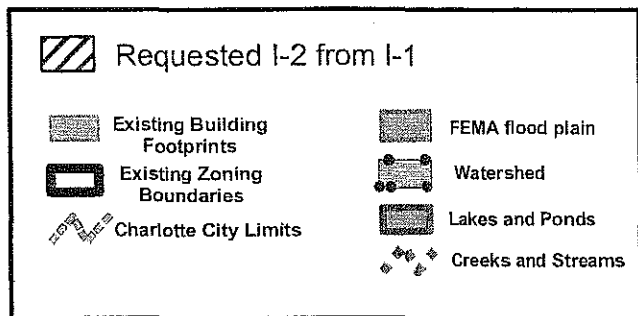 Requested I-2 from I-1
Existing Building
Footprints
Existing Zoning
Boundaries
Charlotte City Limits
FEMA flood plain
Watershed
Lakes and Ponds
Creeks and Streams